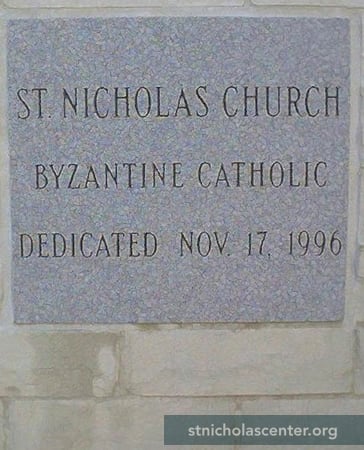 ST. NICHOLAS CHURCH
BYZANTINE CATHOLIC
DEDICATED NOV. 17, 1996
stnicholascenter.org